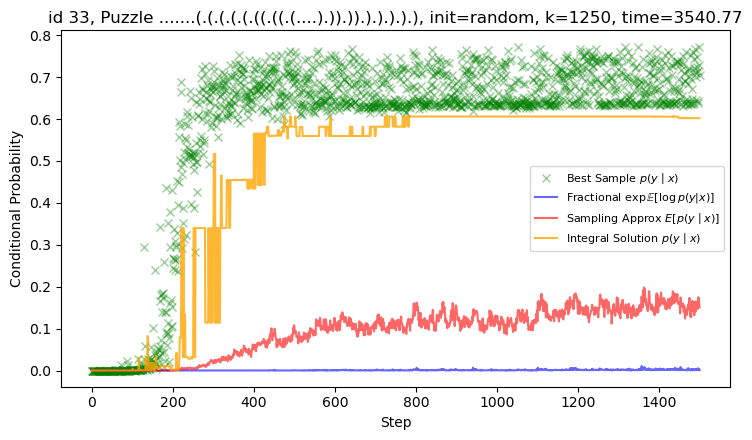 id 33, Puzzle .......(.(.(.(.(.((.((.(....).)).)).).).).).), init=random, k=1250, time=3540.77
Conditional Probability
0.8
0.7
0.6
0.5
0.4
0.3
0.2
0.1
0.0
Best Sample p(y | x)
Fractional exp 𝔼[log p(y|x)]
Sampling Approx E[p(y | x)]
Integral Solution p(y | x)
0 200 400 600 800 1000 1200 1400
Step